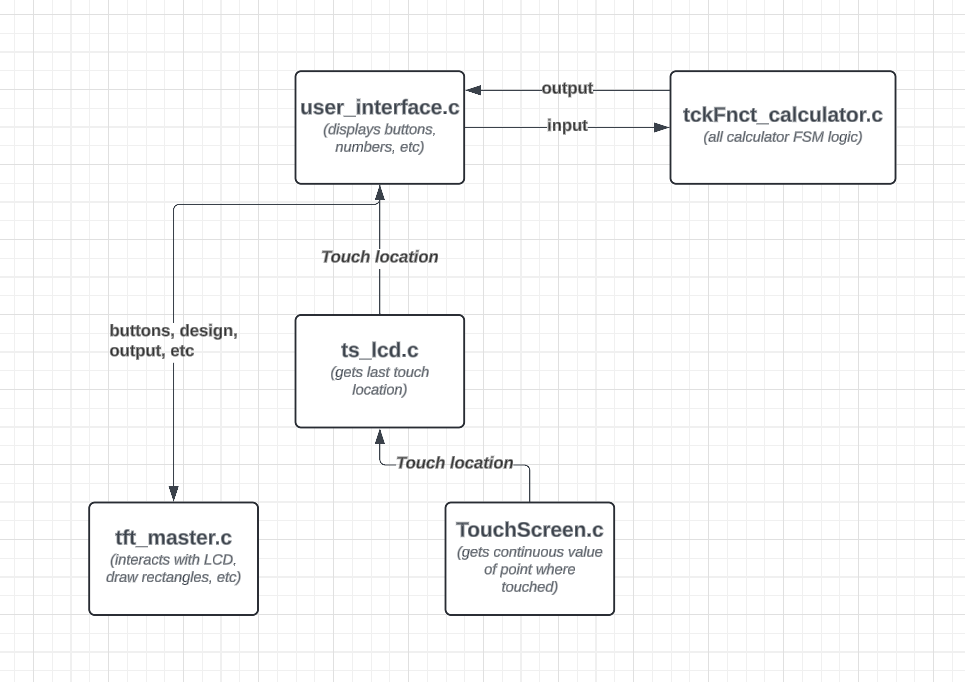 user_interface.c
(displays buttons,
numbers, etc)
output
input
tckFnct_calculator.c
(all calculator FSM logic)
Touch location
buttons, design,
output, etc
ts_lcd.c
(gets last touch
location)
Touch location
tft_master.c
(interacts with LCD,
draw rectangles, etc)
TouchScreen.c
(gets continuous value
of point where
touched)